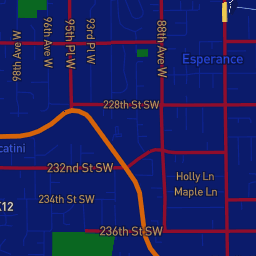 98th Ave W
96th Ave W
95th Pl W
93rd Pl W
88th Ave W
Esperance
228th St SW
catini
232nd St SW
Holly Ln
Maple Ln
234th St SW
K12
236th St SW